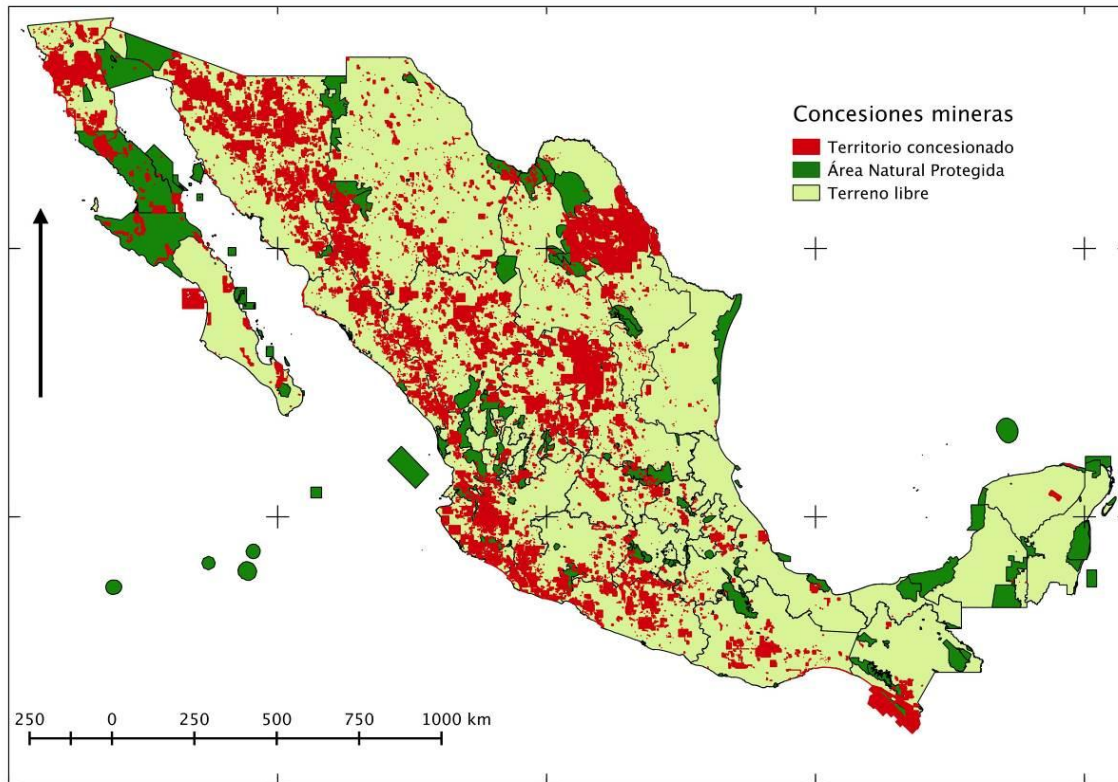 Concesiones mineras
Territorio concesionado
Área Natural Protegida
Terreno libre
250 0 250 500 750 1000 km